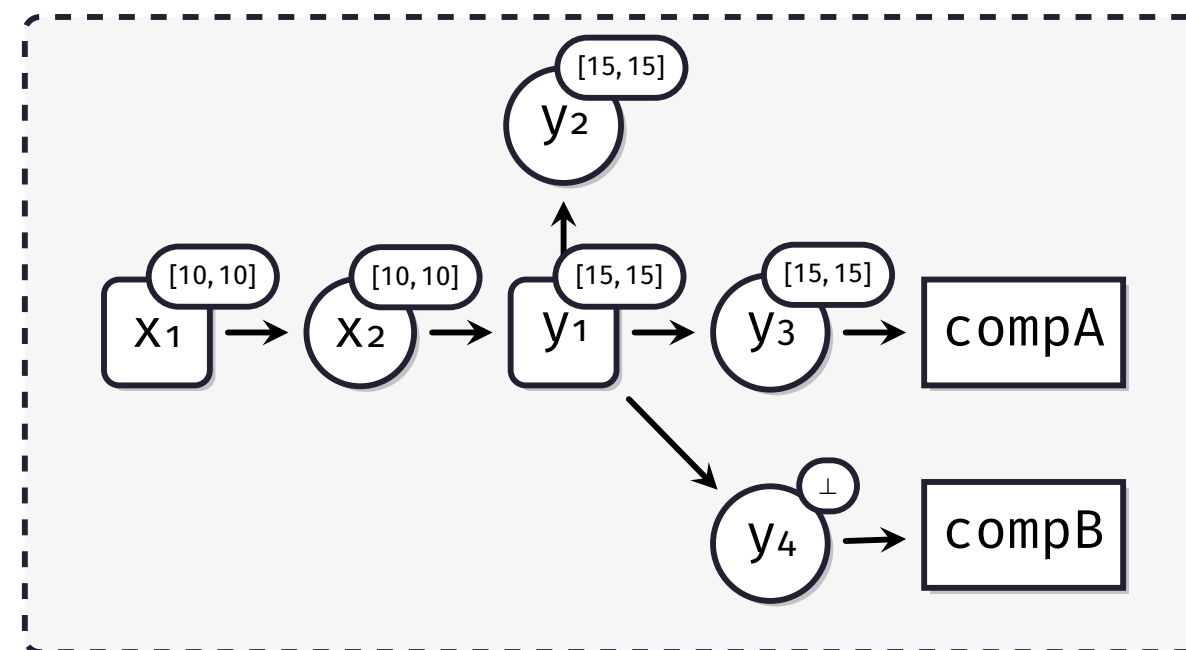 [15, 15]
y2
[10, 10]
x1
[10, 10]
x2
[15, 15]
y1
[15, 15]
y3
compA
⊥
y4
compB